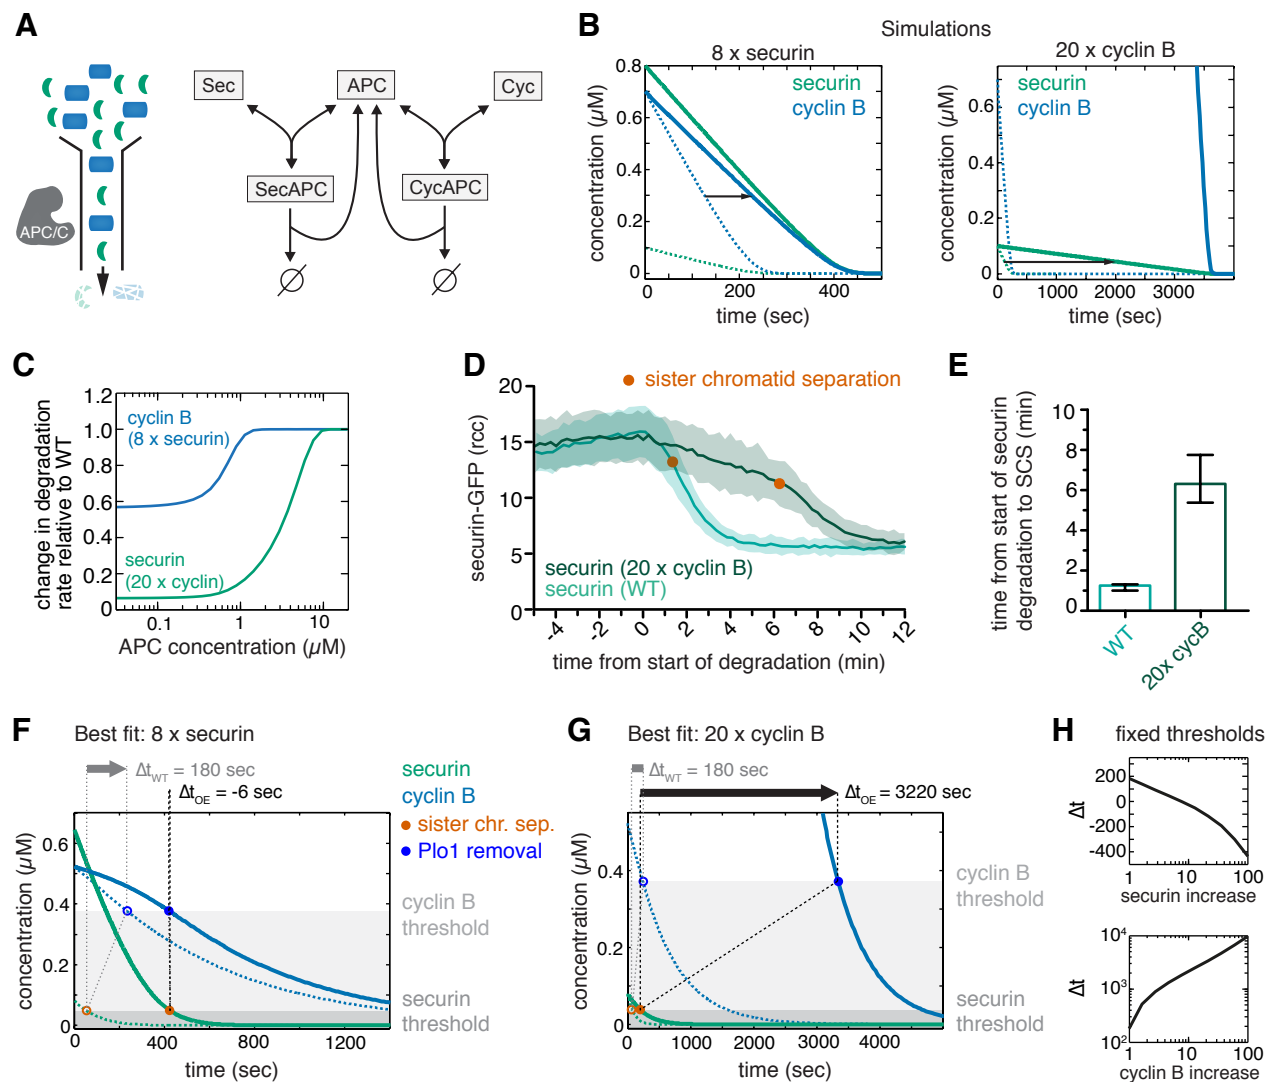 A
APC/C
Sec
APC
Cyc
SecAPC
CycAPC
B
Simulations
8 x securin
securin
cyclin B
concentration (µM)
0.8
0.6
0.4
0.2
0
0
200
400
time (sec)
20 x cyclin B
securin
cyclin B
concentration (µM)
0.6
0.4
0.2
0
0
1000
2000
3000
time (sec)
C
change in degradation
rate relative to WT
1.2
1.0
0.8
0.6
0.4
0.2
0
cyclin B
(8 x securin)
securin
(20 x cyclin)
0.1
1
10
APC concentration (µM)
D
sister chromatid separation
securin-GFP (rcc)
20
15
10
5
0
securin (20 x cyclin B)
securin (WT)
-4
-2
0
2
4
6
8
10
12
time from start of degradation (min)
E
time from start of securin
degradation to SCS (min)
10
8
6
4
2
0
WT
20x cycB
F
Best fit: 8 x securin
ΔtWT = 180 sec
ΔtOE = -6 sec
securin
cyclin B
sister chr. sep.
Plo1 removal
cyclin B
threshold
securin
threshold
concentration (µM)
0.6
0.4
0.2
0
0
400
800
1200
time (sec)
G
Best fit: 20 x cyclin B
ΔtWT = 180 sec
ΔtOE = 3220 sec
cyclin B
threshold
securin
threshold
concentration (µM)
0.4
0.2
0
0
1000
2000
3000
4000
time (sec)
H
fixed thresholds
Δt
200
0
-200
-400
1
10
100
securin increase
Δt
10⁴
10³
10²
1
10
100
cyclin B increase